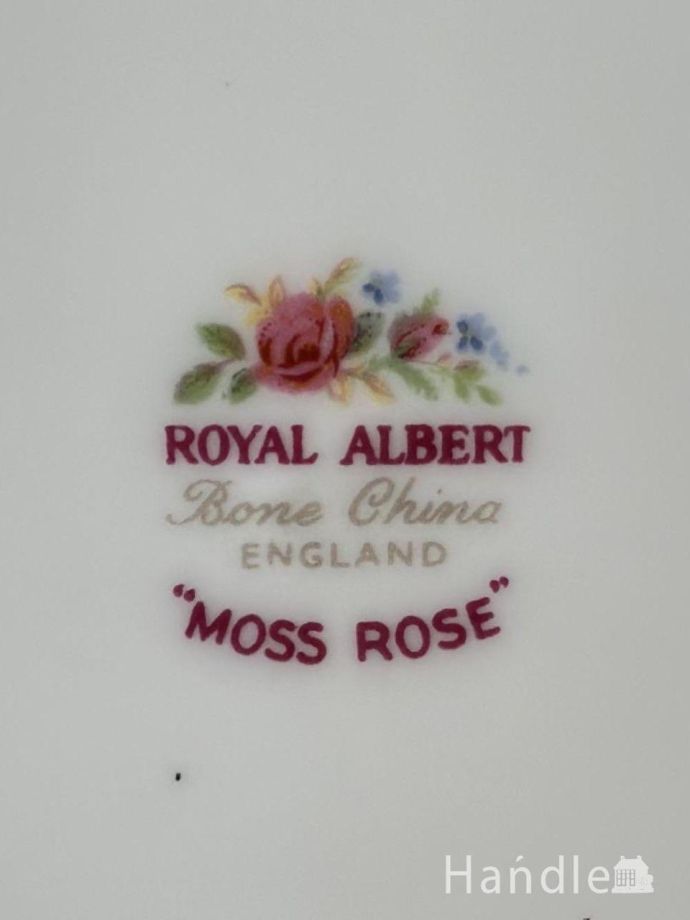 ROYAL ALBERT
Bone China
ENGLAND
"MOSS ROSE"
Handle